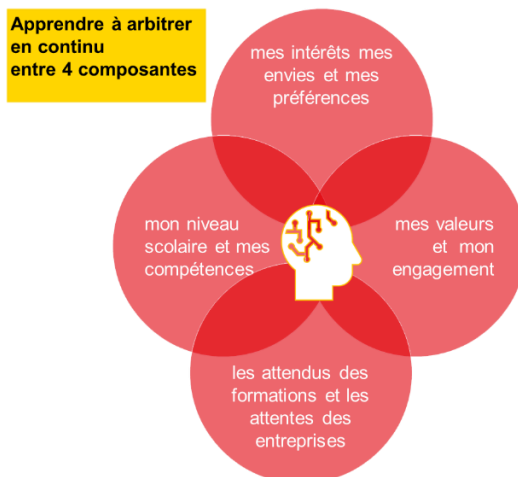 Apprendre à arbitrer
en continu
entre 4 composantes
mes intérêts mes
envies et mes
préférences
mon niveau
scolaire et mes
compétences
mes valeurs
et mon
engagement
les attendus des
formations et les
attentes des
entreprises